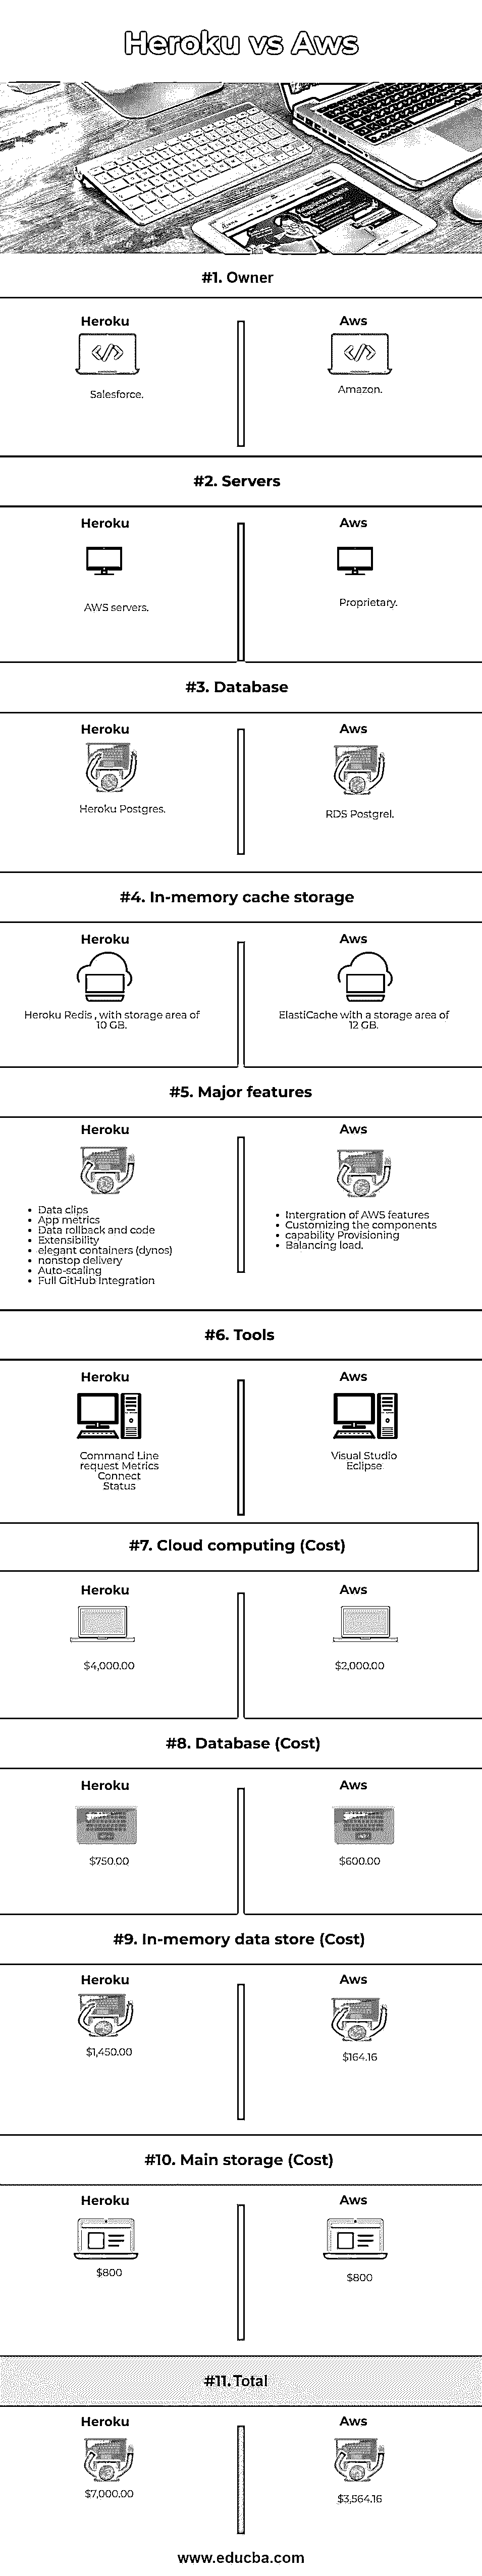 Heroku vs Aws
#1. Owner
Heroku
Aws
Salesforce.
Amazon.
#2. Servers
Heroku
Aws
AWS servers.
Proprietary.
#3. Database
Heroku
Aws
Heroku Postgres.
RDS Postgrel.
#4. In-memory cache storage
Heroku
Aws
Heroku Redis , with storage area of
10 GB.
ElastiCache with a storage area of
12 GB.
#5. Major features
Heroku
Aws
• Data clips
• App metrics
• Data rollback and code
• Extensibility
• elegant containers (dynos)
• nonstop delivery
• Auto-scaling
• Full GitHub Integration
• Intergration of AWS features
• Customizing the components
• capability Provisioning
• Balancing load.
#6. Tools
Heroku
Aws
Command Line
request Metrics
Connect
Status
Visual Studio
Eclipse
#7. Cloud computing (Cost)
Heroku
Aws
$4,000.00
$2,000.00
#8. Database (Cost)
Heroku
Aws
$750.00
$600.00
#9. In-memory data store (Cost)
Heroku
Aws
$1,450.00
$164.16
#10. Main storage (Cost)
Heroku
Aws
$800
$800
#11. Total
Heroku
Aws
$7,000.00
$3,564.16
www.educba.com